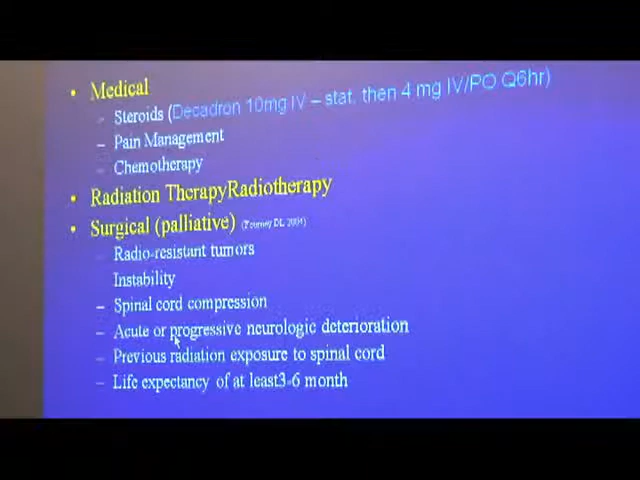 • Medical
– Steroids (Decadron 10mg IV – stat, then 4 mg IV/PO Q6hr)
– Pain Management
– Chemotherapy
• Radiation TherapyRadiotherapy
• Surgical (palliative) DL 2004)
– Radio-resistant tumors
– Instability
– Spinal cord compression
– Acute or progressive neurologic deterioration
– Previous radiation exposure to spinal cord
– Life expectancy of at least3-6 month